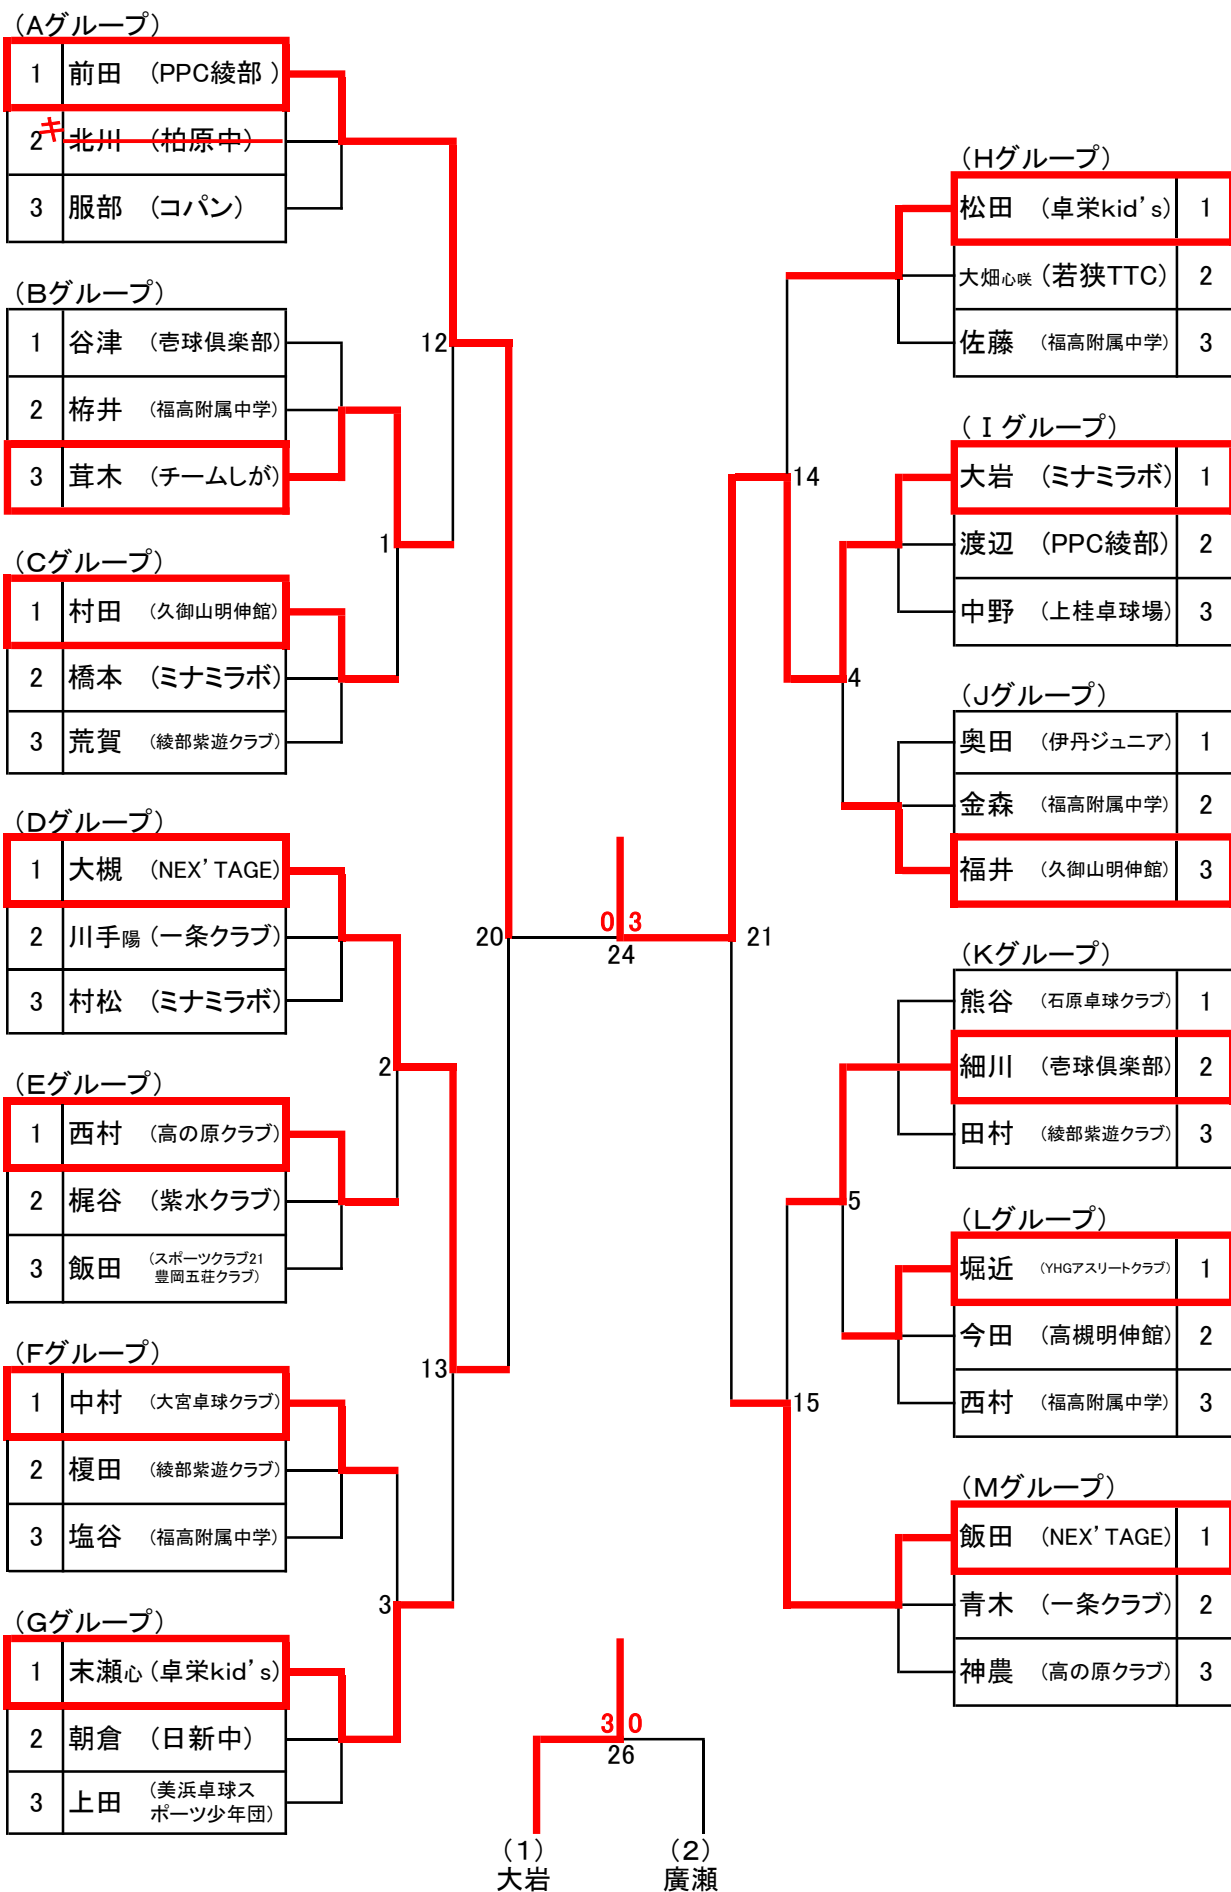 (Aグループ)
1 前田 (PPC綾部 )
2 キ 北川 (柏原中)
3 服部 (コパン)
(Bグループ)
1 谷津 (壱球倶楽部)
2 栫井 (福高附属中学)
3 茸木 (チームしが)
(Cグループ)
1 村田 (久御山明伸館)
2 橋本 (ミナミラボ)
3 荒賀 (綾部紫遊クラブ)
(Dグループ)
1 大槻 (NEX'TAGE)
2 川手陽 (一条クラブ)
3 村松 (ミナミラボ)
(Eグループ)
1 西村 (高の原クラブ)
2 梶谷 (紫水クラブ)
3 飯田 (スポーツクラブ21
豊岡五荘クラブ)
(Fグループ)
1 中村 (大宮卓球クラブ)
2 榎田 (綾部紫遊クラブ)
3 塩谷 (福高附属中学)
(Gグループ)
1 末瀬心 (卓栄kid's)
2 朝倉 (日新中)
3 上田 (美浜卓球ス
ポーツ少年団)
12
1
2
13
3
20
0 3
24
21
14
4
5
15
3 0
26
(1) (2)
大岩 廣瀬
(Hグループ)
松田 (卓栄kid's) 1
大畑心咲 (若狭TTC) 2
佐藤 (福高附属中学) 3
(Iグループ)
大岩 (ミナミラボ) 1
渡辺 (PPC綾部) 2
中野 (上桂卓球場) 3
(Jグループ)
奥田 (伊丹ジュニア) 1
金森 (福高附属中学) 2
福井 (久御山明伸館) 3
(Kグループ)
熊谷 (石原卓球クラブ) 1
細川 (壱球倶楽部) 2
田村 (綾部紫遊クラブ) 3
(Lグループ)
堀近 (YHGアスリートクラブ) 1
今田 (高槻明伸館) 2
西村 (福高附属中学) 3
(Mグループ)
飯田 (NEX'TAGE) 1
青木 (一条クラブ) 2
神農 (高の原クラブ) 3